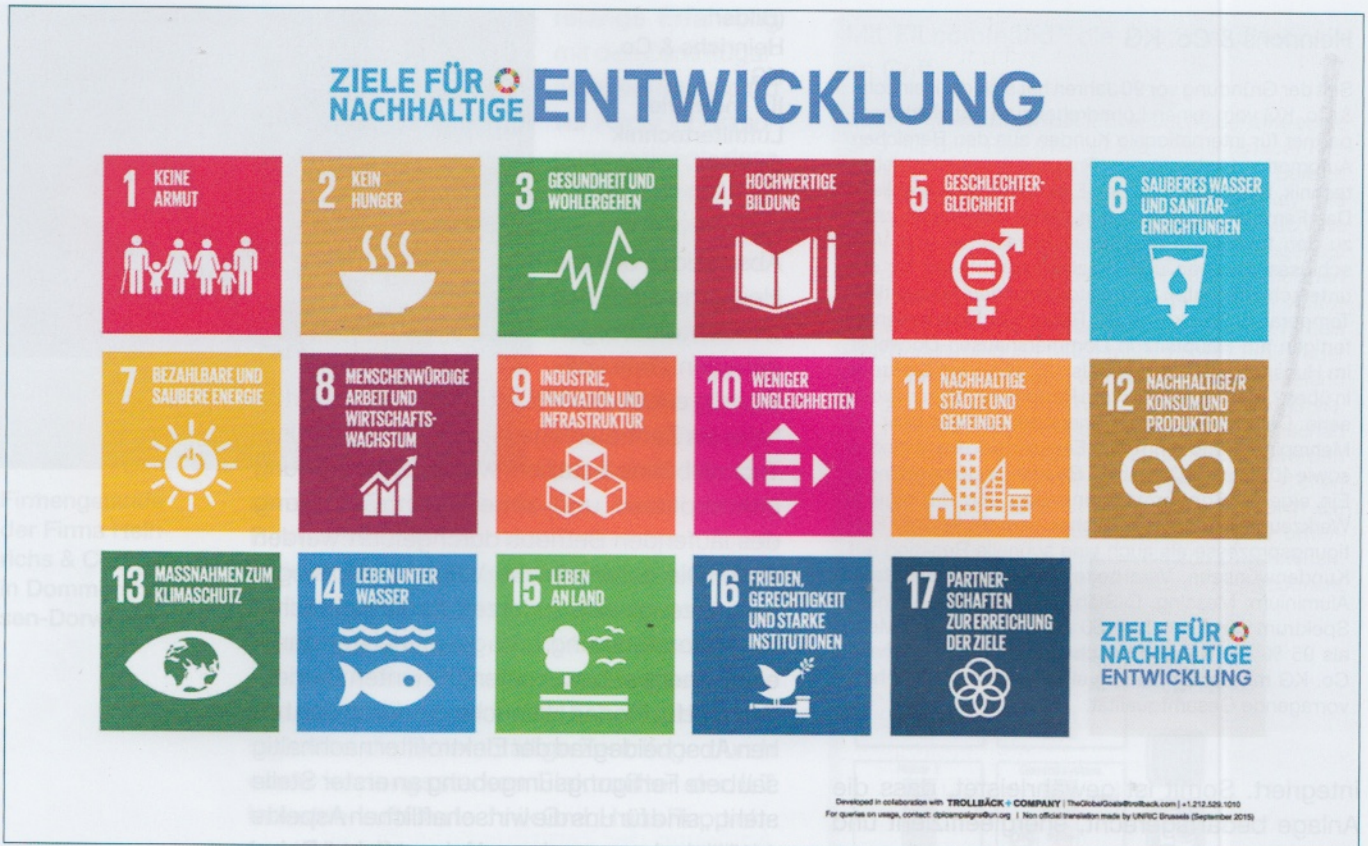 ZIELE FÜR
NACHHALTIGE
ENTWICKLUNG
1 KEINE
ARMUT
2 KEIN
HUNGER
3 GESUNDHEIT UND
WOHLERGEHEN
4 HOCHWERTIGE
BILDUNG
5 GESCHLECHTER-
GLEICHHEIT
6 SAUBERES WASSER
UND SANITÄR-
EINRICHTUNGEN
7 BEZAHLBARE UND
SAUBERE ENERGIE
8 MENSCHENWÜRDIGE
ARBEIT UND
WIRTSCHAFTS-
WACHSTUM
9 INDUSTRIE,
INNOVATION UND
INFRASTRUKTUR
10 WENIGER
UNGLEICHHEITEN
11 NACHHALTIGE
STÄDTE UND
GEMEINDEN
12 NACHHALTIGE/R
KONSUM UND
PRODUKTION
13 MASSNAHMEN ZUM
KLIMASCHUTZ
14 LEBEN UNTER
WASSER
15 LEBEN
AN LAND
16 FRIEDEN,
GERECHTIGKEIT
UND STARKE
INSTITUTIONEN
17 PARTNER-
SCHAFTEN
ZUR ERREICHUNG
DER ZIELE
ZIELE FÜR
NACHHALTIGE
ENTWICKLUNG
Developed in collaboration with TROLLBÄCK + COMPANY | TheGlobalGoals@trollback.com | +1.212.529.1010
For queries on usage, contact: dpicampaigns@un.org | Non official translation made by UNRIC Brussels (September 2015)